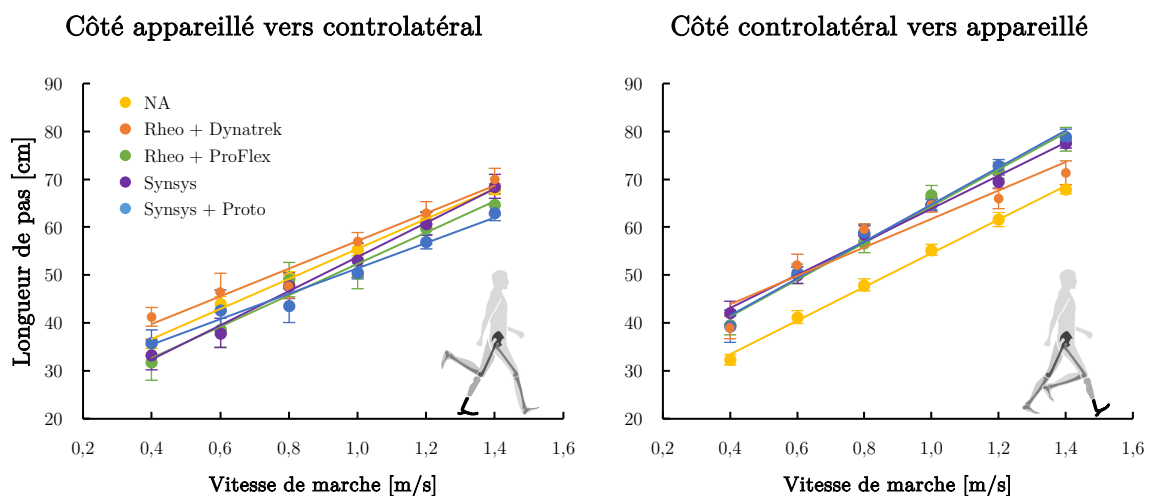 Côté appareillé vers controlatéral
90
80
70
60
50
40
30
20
Longueur de pas [cm]
NA
Rheo + Dynatrek
Rheo + ProFlex
Synsys
Synsys + Proto
0,2 0,4 0,6 0,8 1,0 1,2 1,4 1,6
Vitesse de marche [m/s]
Côté controlatéral vers appareillé
90
80
70
60
50
40
30
20
0,2 0,4 0,6 0,8 1,0 1,2 1,4 1,6
Vitesse de marche [m/s]